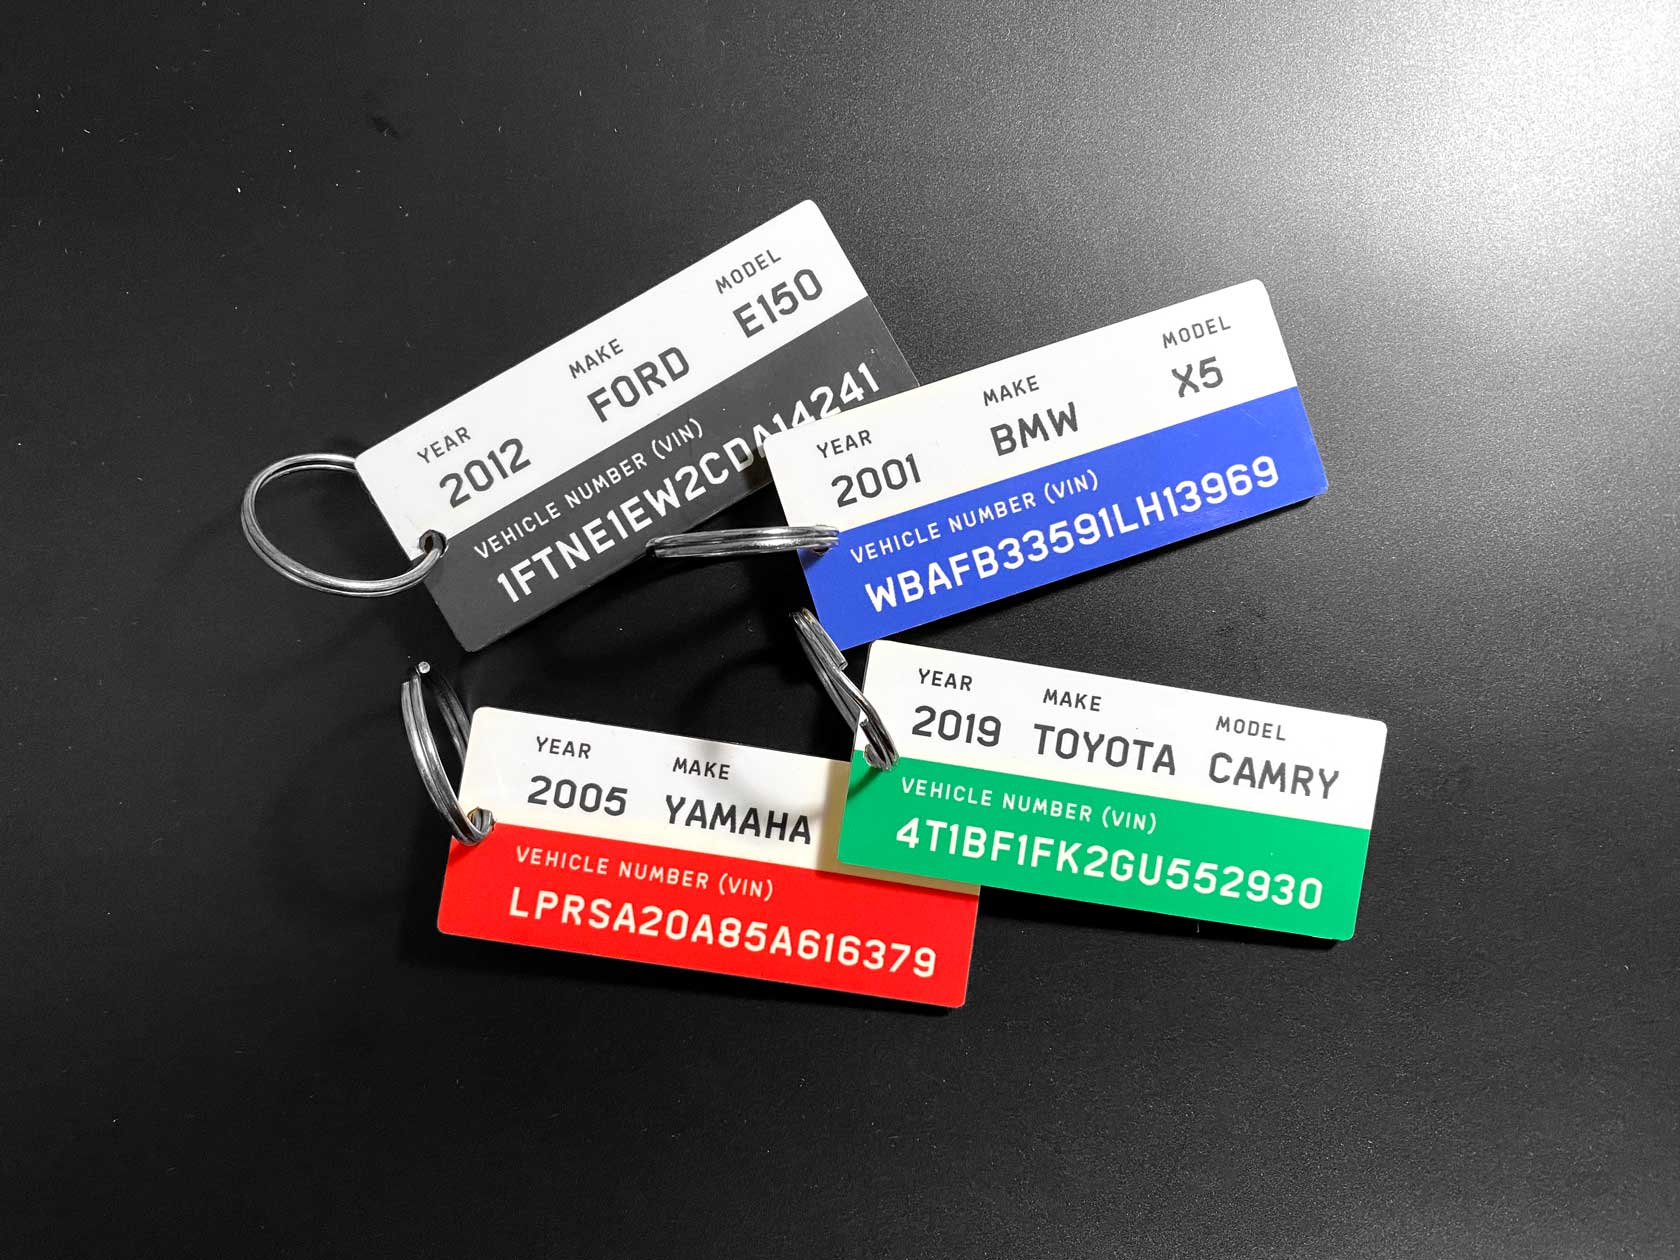 YEAR MAKE MODEL
2012 FORD E150
VEHICLE NUMBER (VIN)
1FTNE1EW2CDA14241
YEAR MAKE MODEL
2001 BMW X5
VEHICLE NUMBER (VIN)
WBAFB33591LH13969
YEAR MAKE MODEL
2019 TOYOTA CAMRY
VEHICLE NUMBER (VIN)
4T1BF1FK2GU552930
YEAR MAKE
2005 YAMAHA
VEHICLE NUMBER (VIN)
LPRSA20A85A616379